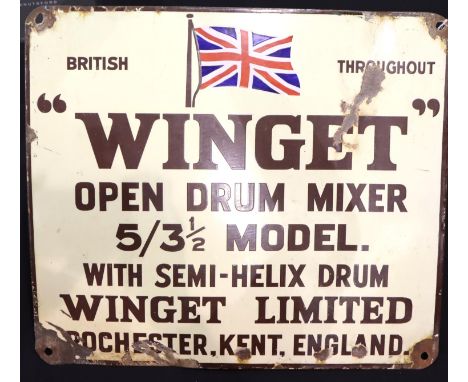 BRITISH THROUGHOUT
“WINGET”
OPEN DRUM MIXER
5/3½ MODEL.
WITH SEMI-HELIX DRUM
WINGET LIMITED
ROCHESTER, KENT, ENGLAND.